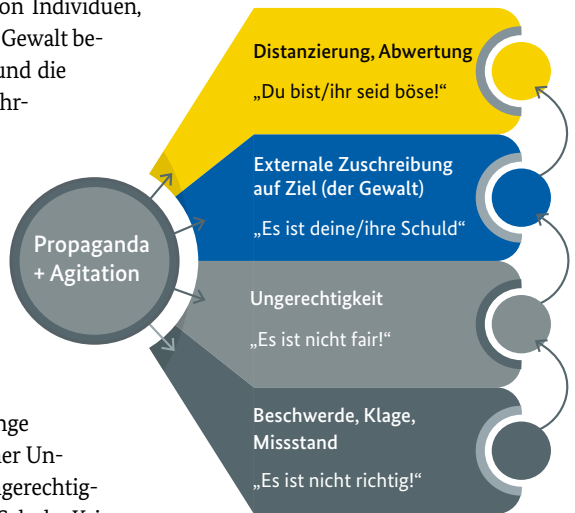 on Individuen,
Gewalt be-
und die
hr-
Distanzierung, Abwertung
„Du bist/ihr seid böse!“
Externale Zuschreibung
auf Ziel (der Gewalt)
„Es ist deine/ihre Schuld“
Propaganda
+ Agitation
Ungerechtigkeit
„Es ist nicht fair!“
Beschwerde, Klage,
Missstand
„Es ist nicht richtig!“
nge
er Un-
gerechtig-